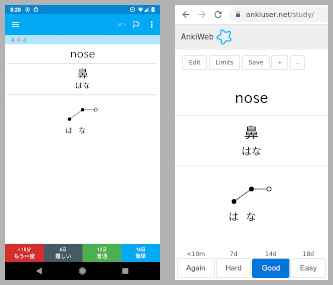 8:28
4 0 4
nose
鼻
はな
は な
<10分
もう一度
6日
難しい
12日
普通
16日
簡単
ankiuser.net/study/
AnkiWeb
Edit
Limits
Save
+
-
nose
鼻
はな
は な
<10m
7d
14d
18d
Again
Hard
Good
Easy